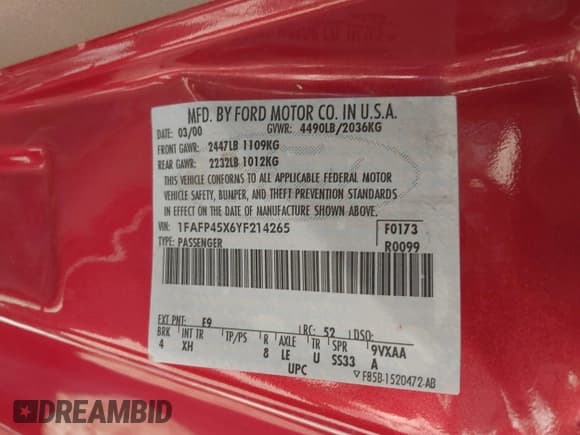 MFD. BY FORD MOTOR CO. IN U.S.A.
DATE: 03/00 GVWR: 4490LB/2036KG
FRONT GAWR: 2447LB 1109KG
REAR GAWR: 2232LB 1012KG
THIS VEHICLE CONFORMS TO ALL APPLICABLE FEDERAL MOTOR
VEHICLE SAFETY, BUMPER, AND THEFT PREVENTION STANDARDS
IN EFFECT ON THE DATE OF MANUFACTURE SHOWN ABOVE.
VIN: 1FAFP45X6YF214265 F0173
TYPE: PASSENGER R0099
EXT PNT: E9 RC: 52 DSO:
BRK INT TR TP/PS R AXLE TR SPR 9VXAA
4 XH 8 LE U SS33 A
UPC F85B-1520472-AB
DREAMBID